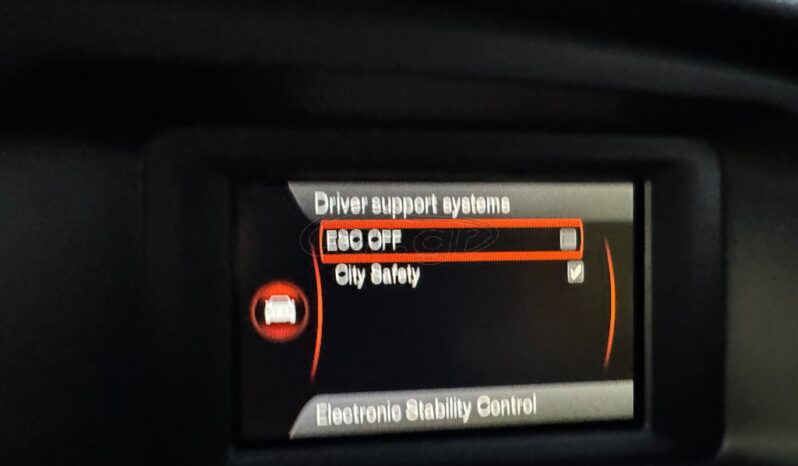 Driver support systems
ESC OFF
City Safety
Electronic Stability Control